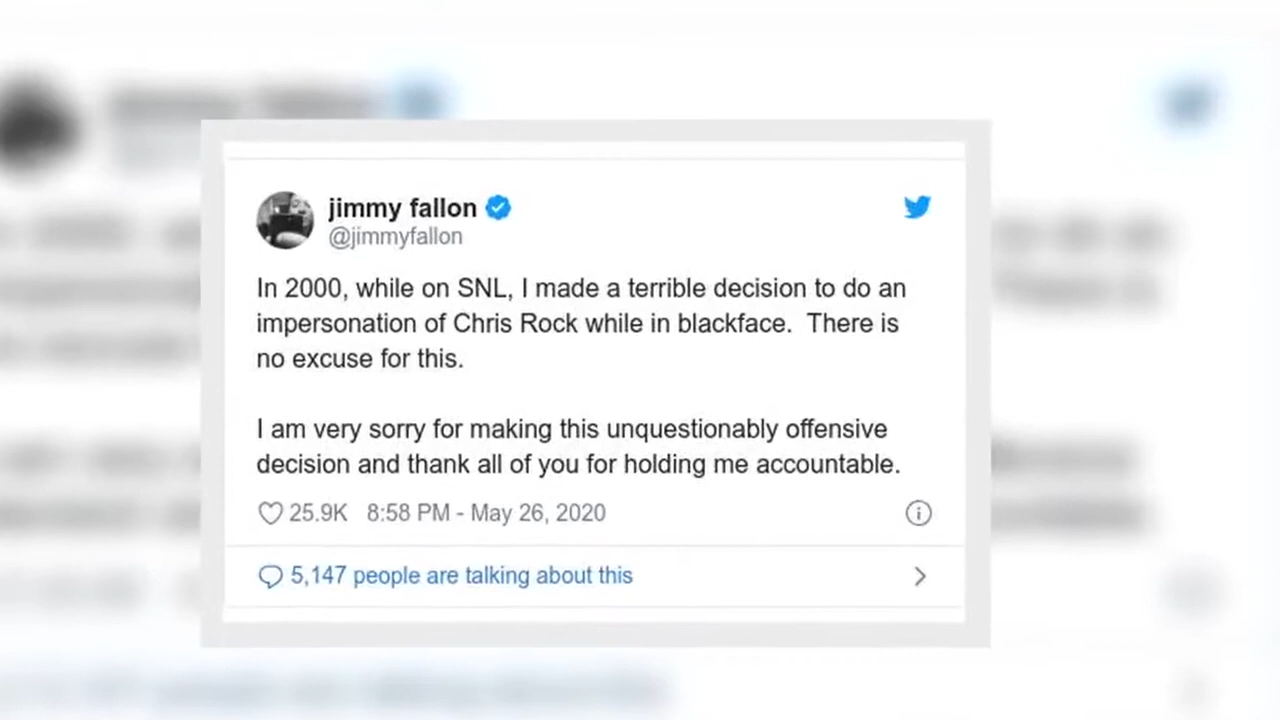 jimmy fallon
@jimmyfallon
In 2000, while on SNL, I made a terrible decision to do an
impersonation of Chris Rock while in blackface.  There is
no excuse for this.
I am very sorry for making this unquestionably offensive
decision and thank all of you for holding me accountable.
25.9K 8:58 PM - May 26, 2020
5,147 people are talking about this